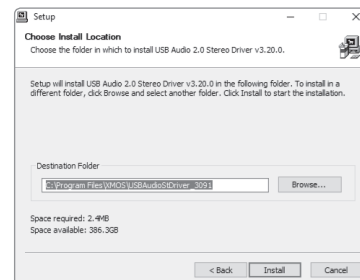 Setup
Choose Install Location
Choose the folder in which to install USB Audio 2.0 Stereo Driver v3.20.0.
Setup will install USB Audio 2.0 Stereo Driver v3.20.0 in the following folder. To install in a
different folder, click Browse and select another folder. Click Install to start the installation.
Destination Folder
C:\Program Files\XMOS\USBAudioStDriver_3091
Browse...
Space required: 2.4MB
Space available: 386.3GB
< Back
Install
Cancel